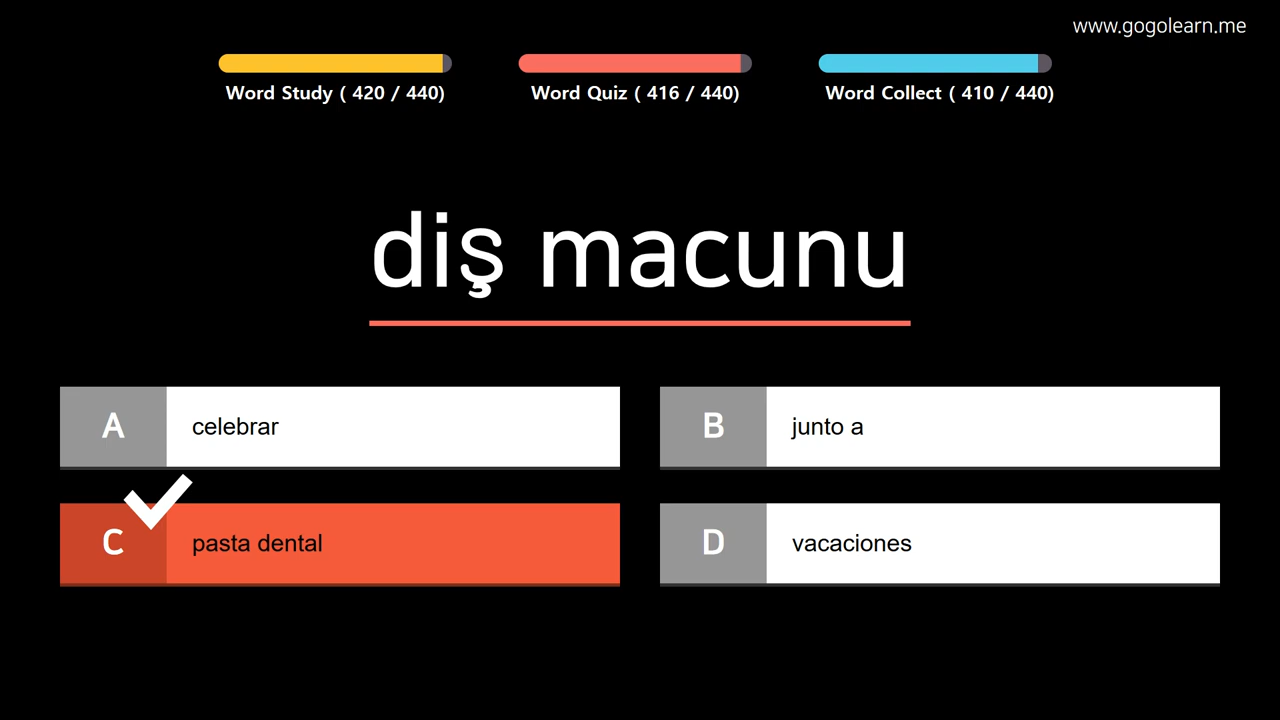 www.gogolearn.me
Word Study ( 420 / 440)
Word Quiz ( 416 / 440)
Word Collect ( 410 / 440)
diş macunu
A celebrar
B junto a
C pasta dental
D vacaciones